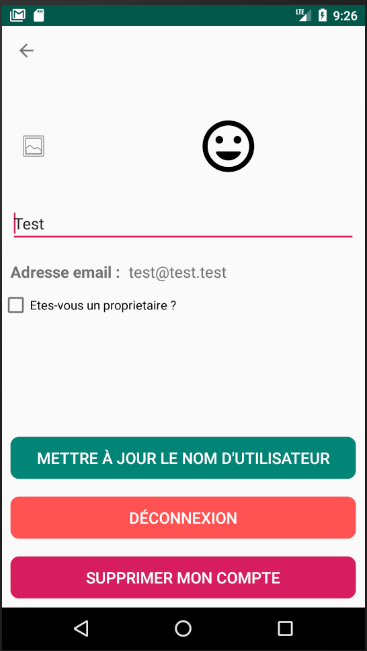 LTE 9:26
Test
Adresse email : test@test.test
Etes-vous un proprietaire ?
METTRE À JOUR LE NOM D'UTILISATEUR
DÉCONNEXION
SUPPRIMER MON COMPTE